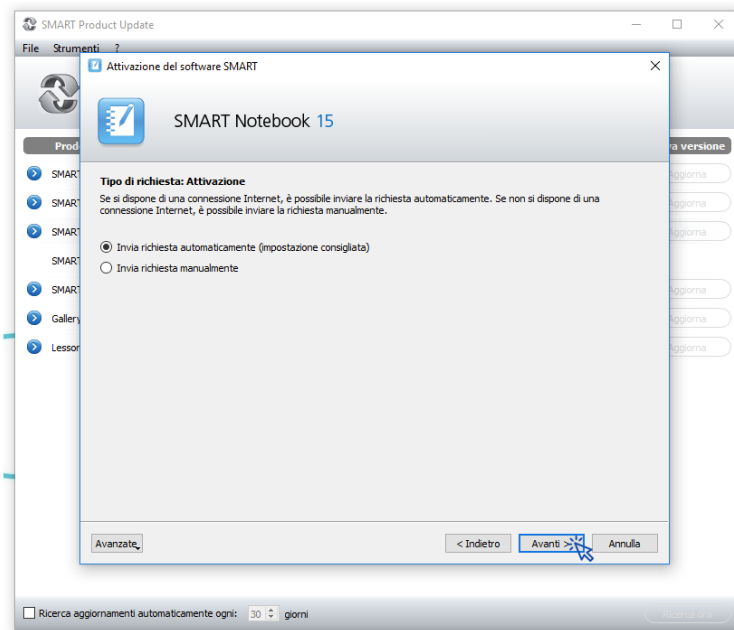 SMART Product Update
File Strumenti ?
Attivazione del software SMART
SMART Notebook 15
Prod
a versione
Tipo di richiesta: Attivazione
Se si dispone di una connessione Internet, è possibile inviare la richiesta automaticamente. Se non si dispone di una
connessione Internet, è possibile inviare la richiesta manualmente.
Invia richiesta automaticamente (impostazione consigliata)
Invia richiesta manualmente
SMART
Aggiorna
SMART
Aggiorna
SMART
Aggiorna
SMART
SMART
Aggiorna
Gallery
Aggiorna
Lesson
Aggiorna
Avanzate
< Indietro
Avanti >
Annulla
Ricerca aggiornamenti automaticamente ogni: 30 giorni
Ricerca ora